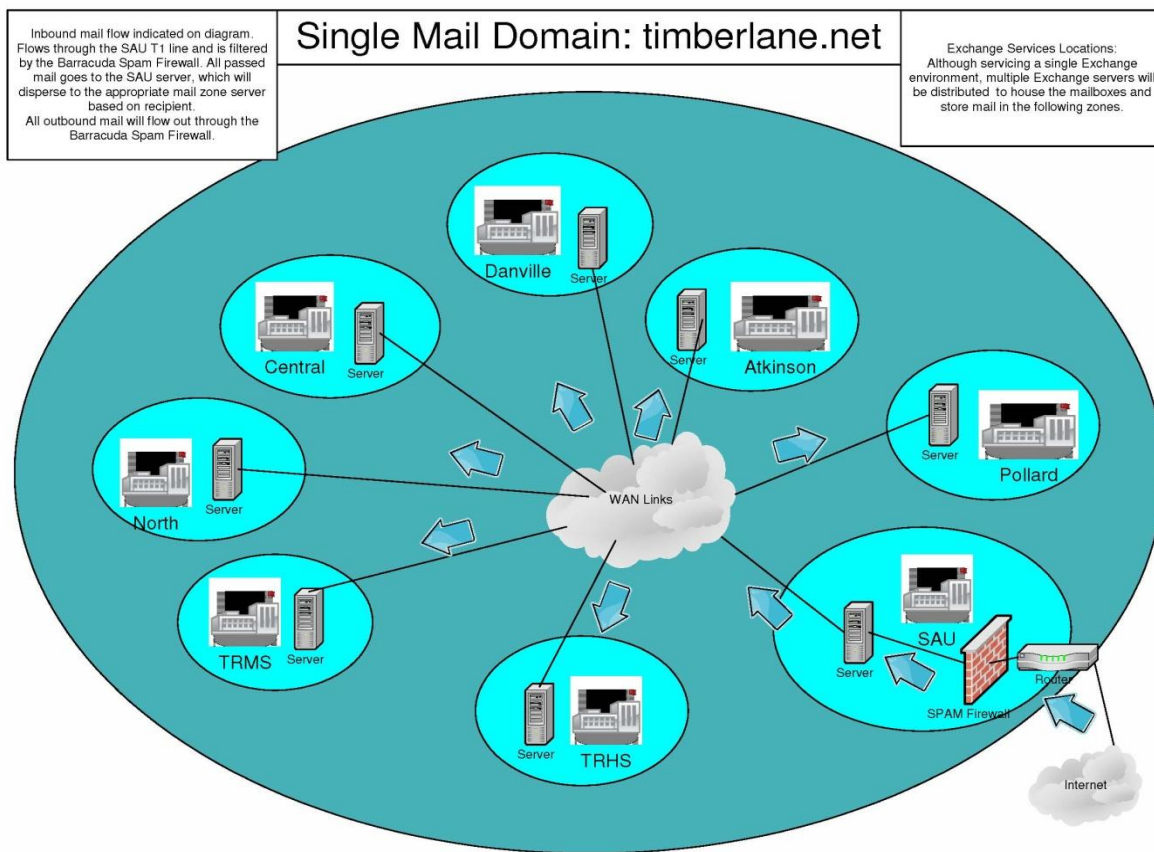 Inbound mail flow indicated on diagram.
Flows through the SAU T1 line and is filtered
by the Barracuda Spam Firewall. All passed
mail goes to the SAU server, which will
disperse to the appropriate mail zone server
based on recipient.
All outbound mail will flow out through the
Barracuda Spam Firewall.
Single Mail Domain: timberlane.net
Exchange Services Locations:
Although servicing a single Exchange
environment, multiple Exchange servers will
be distributed to house the mailboxes and
store mail in the following zones.
Danville
Server
Central
Server
Server
Atkinson
Server
Pollard
North
Server
WAN Links
TRMS
Server
SAU
Server
SPAM Firewall
Router
Server
TRHS
Internet